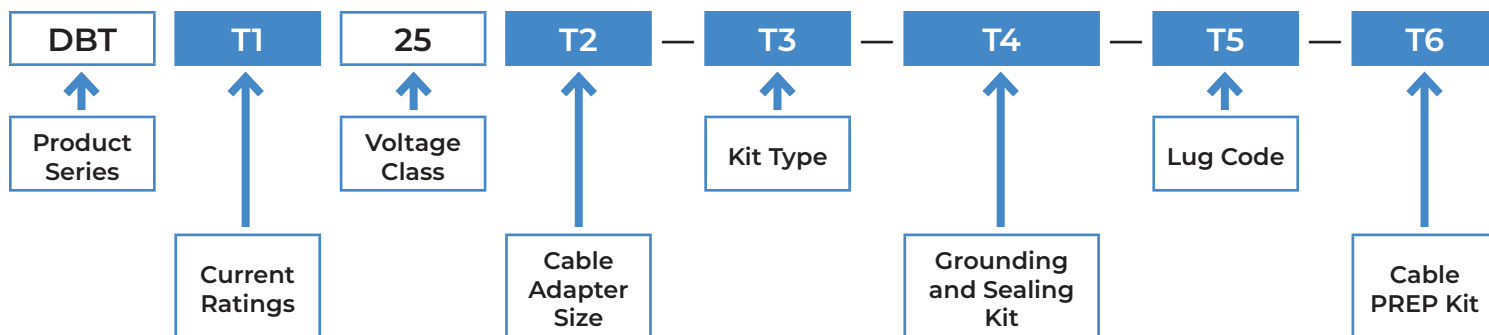 DBT T1 25 T2 — T3 — T4 — T5 — T6
Product
Series
Voltage
Class
Kit Type
Lug Code
Current
Ratings
Cable
Adapter
Size
Grounding
and Sealing
Kit
Cable
PREP Kit